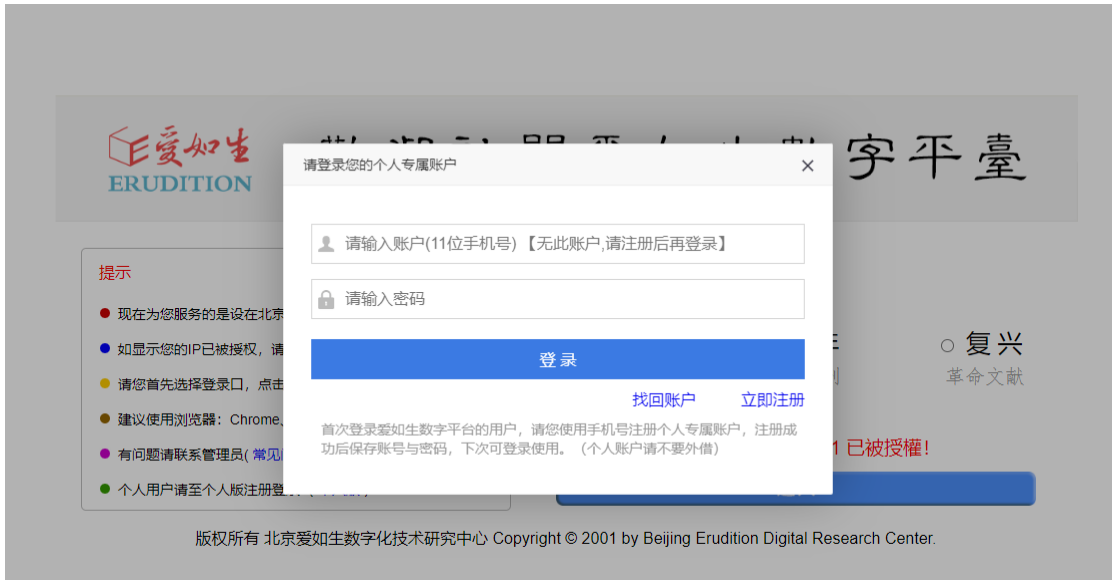 爱如生
ERUDITION
字平臺
请登录您的个人专属账户
请输入账户(11位手机号) 【无此账户,请注册后再登录】
请输入密码
登录
找回账户 立即注册
首次登录爱如生数字平台的用户，请您使用手机号注册个人专属账户，注册成
功后保存账号与密码，下次可登录使用。（个人账户请不要外借）
提示
现在为您服务的是设在北京
如显示您的IP已被授权，请
请您首先选择登录口，点击
建议使用浏览器：Chrome、
有问题请联系管理员( 常见
个人用户请至个人版注册登
复兴
革命文献
1 已被授權！
版权所有 北京爱如生数字化技术研究中心 Copyright © 2001 by Beijing Erudition Digital Research Center.